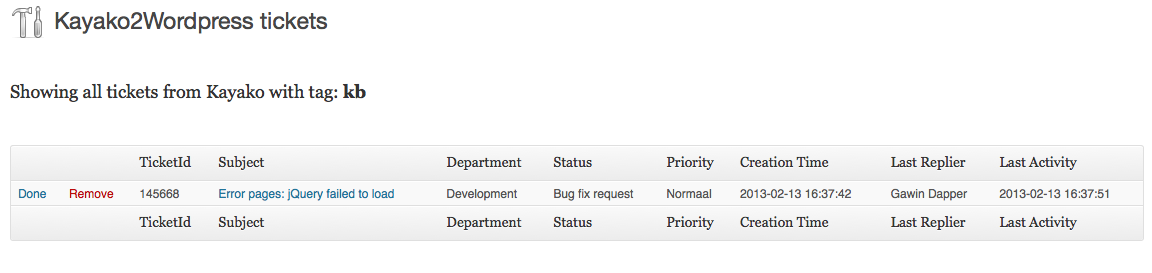 Kayako2Wordpress tickets
Showing all tickets from Kayako with tag: kb
TicketId Subject Department Status Priority Creation Time Last Replier Last Activity
Done Remove 145668 Error pages: jQuery failed to load Development Bug fix request Normaal 2013-02-13 16:37:42 Gawin Dapper 2013-02-13 16:37:51
TicketId Subject Department Status Priority Creation Time Last Replier Last Activity